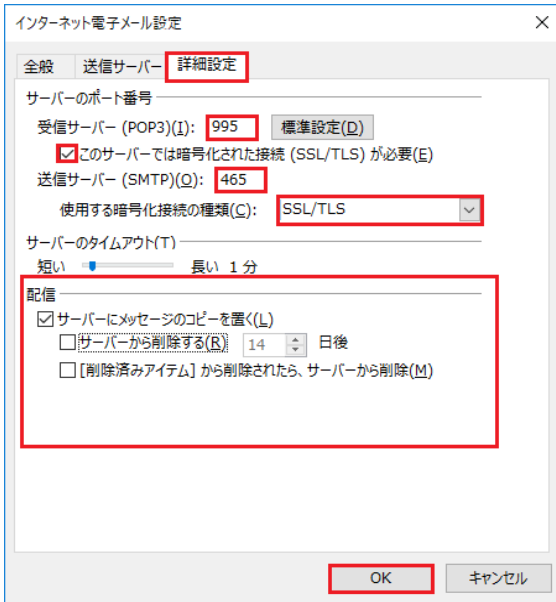 インターネット電子メール設定
全般 送信サーバー 詳細設定
サーバーのポート番号
受信サーバー (POP3)(I): 995 標準設定(D)
このサーバーでは暗号化された接続 (SSL/TLS) が必要(E)
送信サーバー (SMTP)(O): 465
使用する暗号化接続の種類(C): SSL/TLS
サーバーのタイムアウト(T)
短い 長い 1 分
配信
サーバーにメッセージのコピーを置く(L)
サーバーから削除する(R) 14 日後
[削除済みアイテム] から削除されたら、サーバーから削除(M)
OK キャンセル